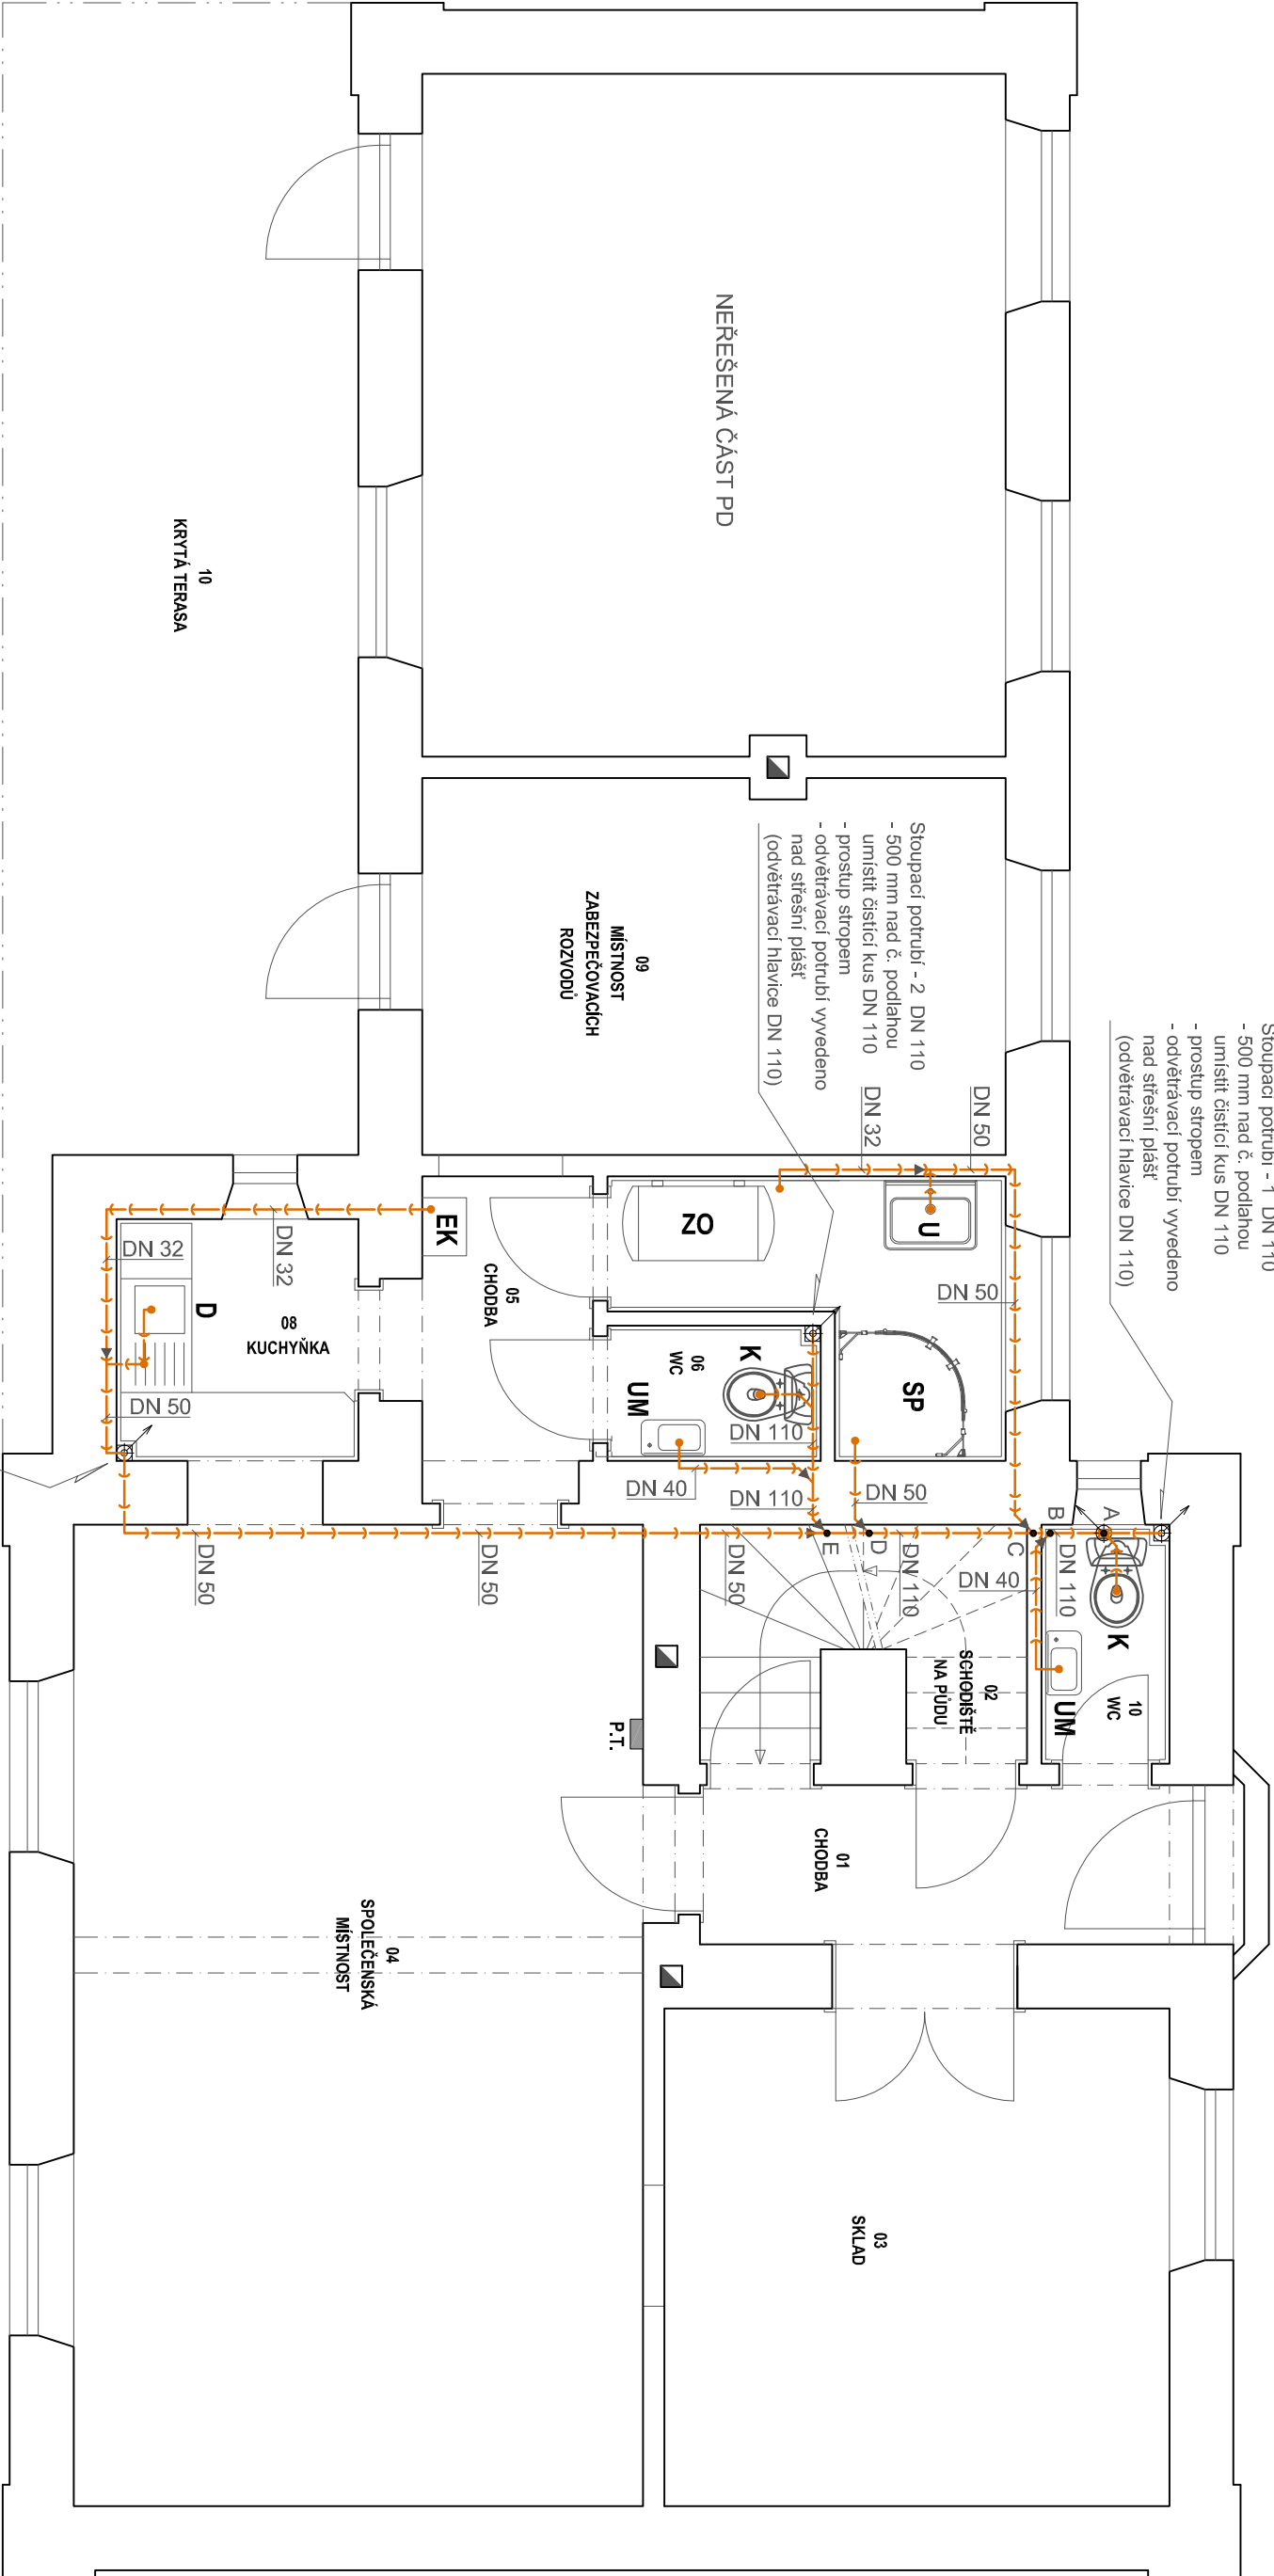 Stoupací potrubí - 1  DN 110
- 500 mm nad č. podlahou
umístit čistící kus DN 110
- prostup stropem
- odvětrávací potrubí vyvedeno
nad střešní plášť
(odvětrávací hlavice DN 110)
Stoupací potrubí - 2  DN 110
- 500 mm nad č. podlahou
umístit čistící kus DN 110
- prostup stropem
- odvětrávací potrubí vyvedeno
nad střešní plášť
(odvětrávací hlavice DN 110)
NEŘEŠENÁ ČÁST PD
10
KRYTÁ TERASA
09
MÍSTNOST
ZABEZPEČOVACÍCH
ROZVODŮ
DN 50
DN 32
U
ZO
DN 50
SP
EK
05
CHODBA
DN 32
DN 32
D
08
KUCHYŇKA
DN 50
K
06
WC
UM
DN 110
DN 40
DN 110
DN 50
A
B
C
D
E
DN 110
DN 40
DN 110
DN 50
DN 50
DN 50
K
10
WC
UM
02
SCHODIŠTĚ
NA PŮDU
P.T.
01
CHODBA
04
SPOLEČENSKÁ
MÍSTNOST
03
SKLAD